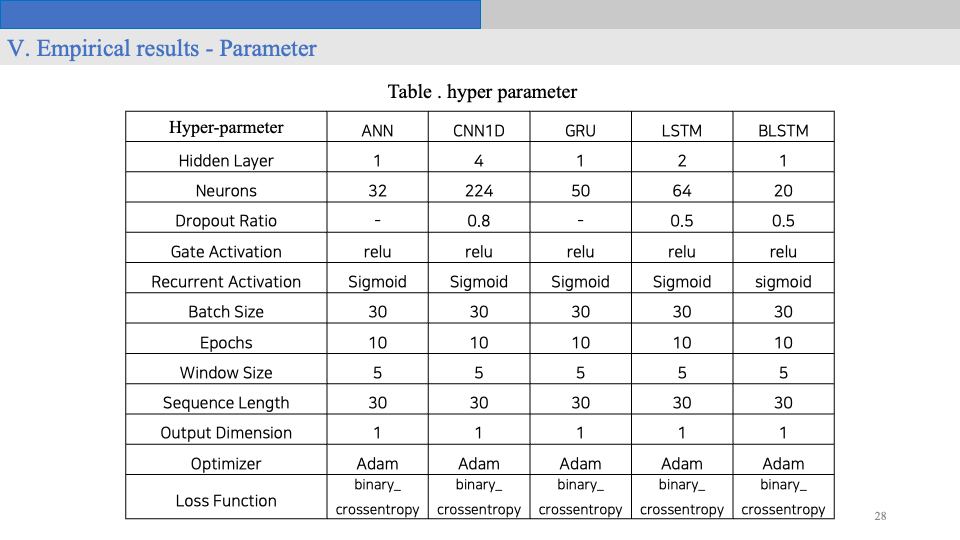 V. Empirical results - Parameter
Table . hyper parameter
Hyper-parmeter ANN CNN1D GRU LSTM BLSTM
Hidden Layer 1 4 1 2 1
Neurons 32 224 50 64 20
Dropout Ratio - 0.8 - 0.5 0.5
Gate Activation relu relu relu relu relu
Recurrent Activation Sigmoid Sigmoid Sigmoid Sigmoid sigmoid
Batch Size 30 30 30 30 30
Epochs 10 10 10 10 10
Window Size 5 5 5 5 5
Sequence Length 30 30 30 30 30
Output Dimension 1 1 1 1 1
Optimizer Adam Adam Adam Adam Adam
Loss Function binary_ binary_ binary_ binary_ binary_
crossentropy crossentropy crossentropy crossentropy crossentropy
28